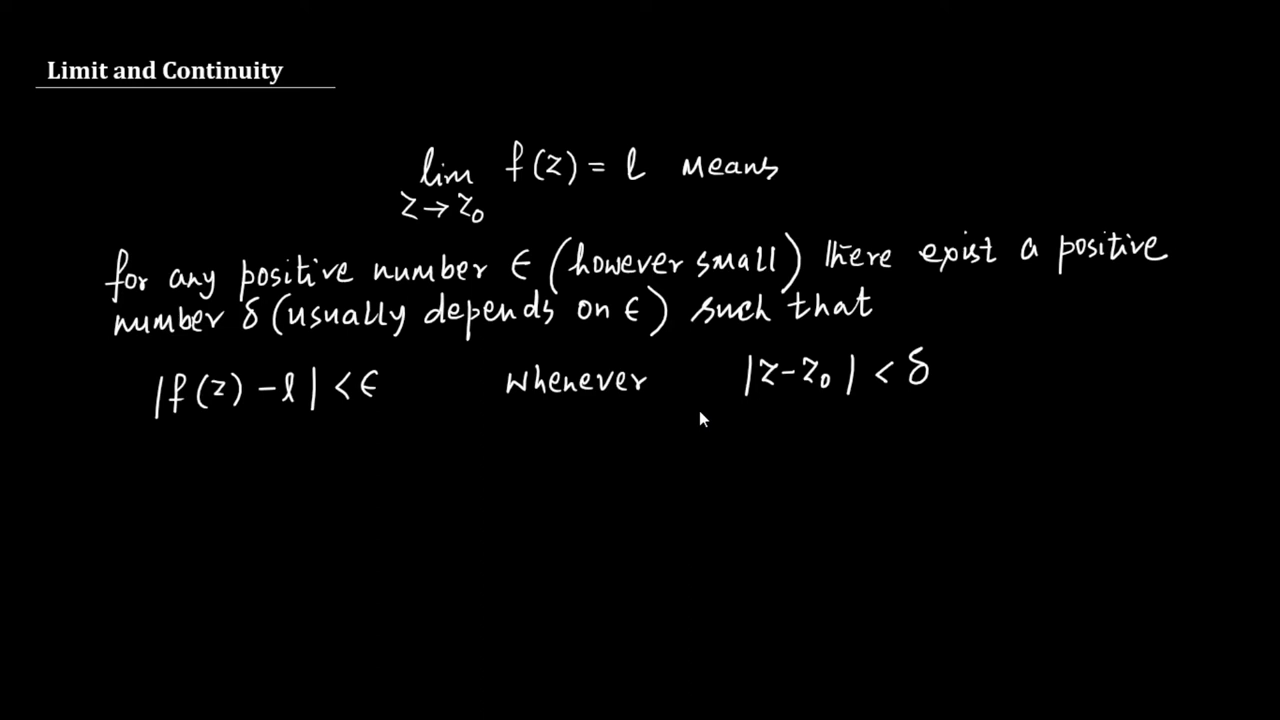 Limit and Continuity
lim f(z) = l means
z → z₀
for any positive number ϵ (however small) there exist a positive
number δ (usually depends on ϵ) such that
|f(z) - l| < ϵ whenever |z - z₀| < δ